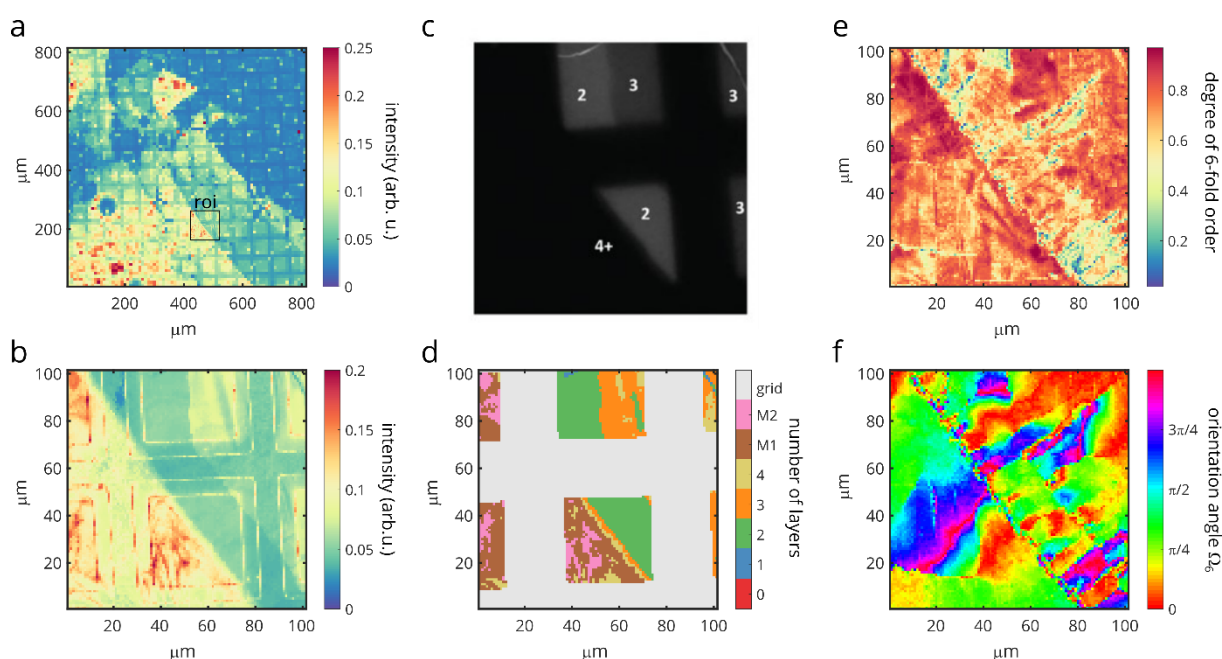 a
800
600
400
200
μm
200
400
600
800
μm
roi
0.25
0.2
0.15
0.1
0.05
0
intensity (arb. u.)
c
2
3
3
2
3
4+
e
100
80
60
40
20
μm
20
40
60
80
100
μm
0.8
0.6
0.4
0.2
degree of 6-fold order
b
100
80
60
40
20
μm
20
40
60
80
100
μm
0.2
0.15
0.1
0.05
0
intensity (arb.u.)
d
100
80
60
40
20
μm
20
40
60
80
100
μm
grid
M2
M1
4
3
2
1
0
number of layers
f
100
80
60
40
20
μm
20
40
60
80
100
μm
3π/4
π/2
π/4
0
orientation angle Ω₆